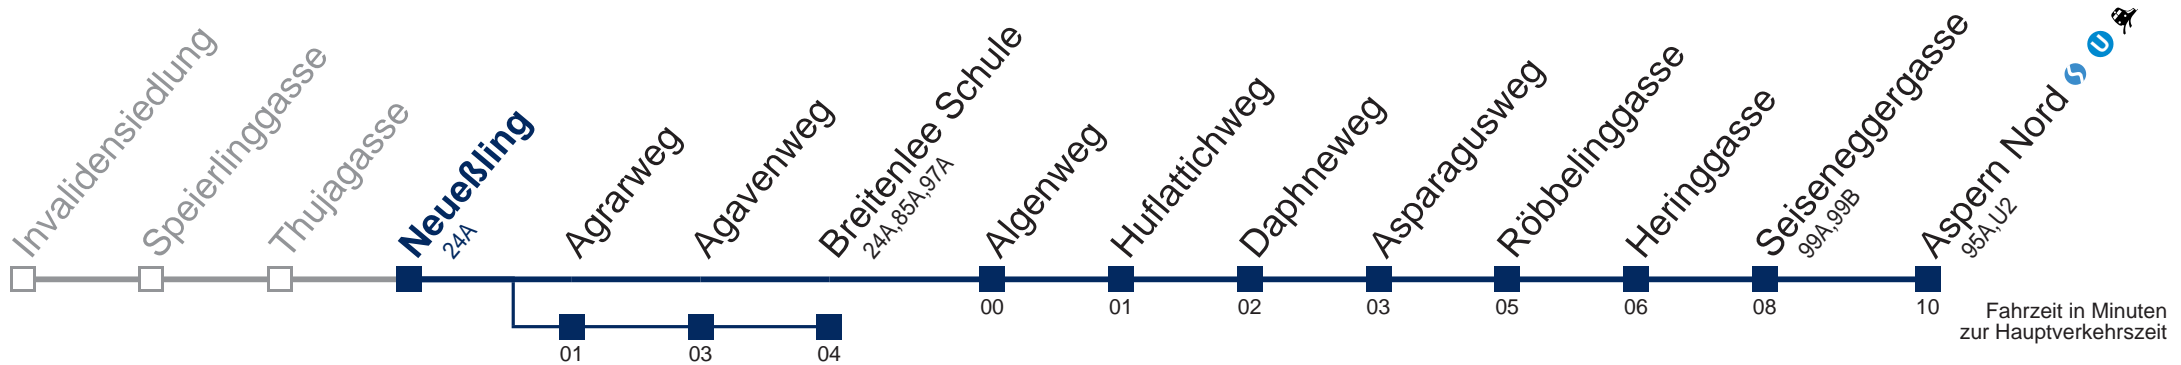 Invalidensiedlung
Speierlinggasse
Thujagasse
Neueßling
24A
Agrarweg
Agavenweg
Breitenlee Schule
24A,85A,97A
Algenweg
Huflattichweg
Daphneweg
Asparagusweg
Röbbelinggasse
Heringgasse
Seiseneggergasse
99A,99B
Aspern Nord S U
95A,U2
00 01 02 03 05 06 08 10
01 03 04
Fahrzeit in Minuten
zur Hauptverkehrszeit